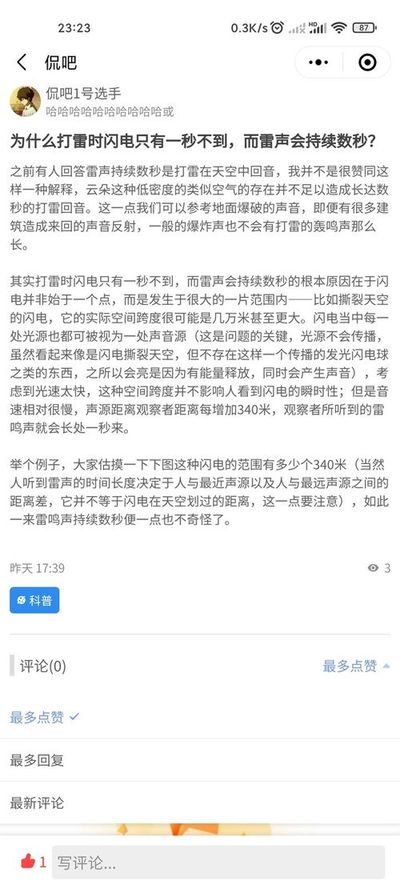 23:23
0.3K/s
HD
87
侃吧
侃吧1号选手
哈哈哈哈哈哈哈哈哈哈或
为什么打雷时闪电只有一秒不到，而雷声会持续数秒？
之前有人回答雷声持续数秒是打雷在天空中回音，我并不是很赞同这
样一种解释，云朵这种低密度的类似空气的存在并不足以造成长达数
秒的打雷回音。这一点我们可以参考地面爆破的声音，即便有很多建
筑造成来回的声音反射，一般的爆炸声也不会有打雷的轰鸣声那么
长。
其实打雷时闪电只有一秒不到，而雷声会持续数秒的根本原因在于闪
电并非始于一个点，而是发生于很大的一片范围内——比如撕裂天空
的闪电，它的实际空间跨度很可能是几万米甚至更大。闪电当中每一
处光源也都可被视为一处声音源（这是问题的关键，光源不会传播，
虽然看起来像是闪电撕裂天空，但不存在这样一个传播的发光闪电球
之类的东西，之所以会亮是因为有能量释放，同时会产生声音），考
虑到光速太快，这种空间跨度并不影响人看到闪电的瞬时性；但是音
速相对很慢，声源距离观察者距离每增加340米，观察者所听到的雷
鸣声就会长处一秒来。
举个例子，大家估摸一下下图这种闪电的范围有多少个340米（当然
人听到雷声的时间长度决定于人与最近声源以及人与最远声源之间的
距离差，它并不等于闪电在天空划过的距离，这一点要注意），如此
一来雷鸣声持续数秒便一点也不奇怪了。
昨天 17:39
3
科普
评论(0)
最多点赞
最多点赞
最多回复
最新评论
1
写评论...